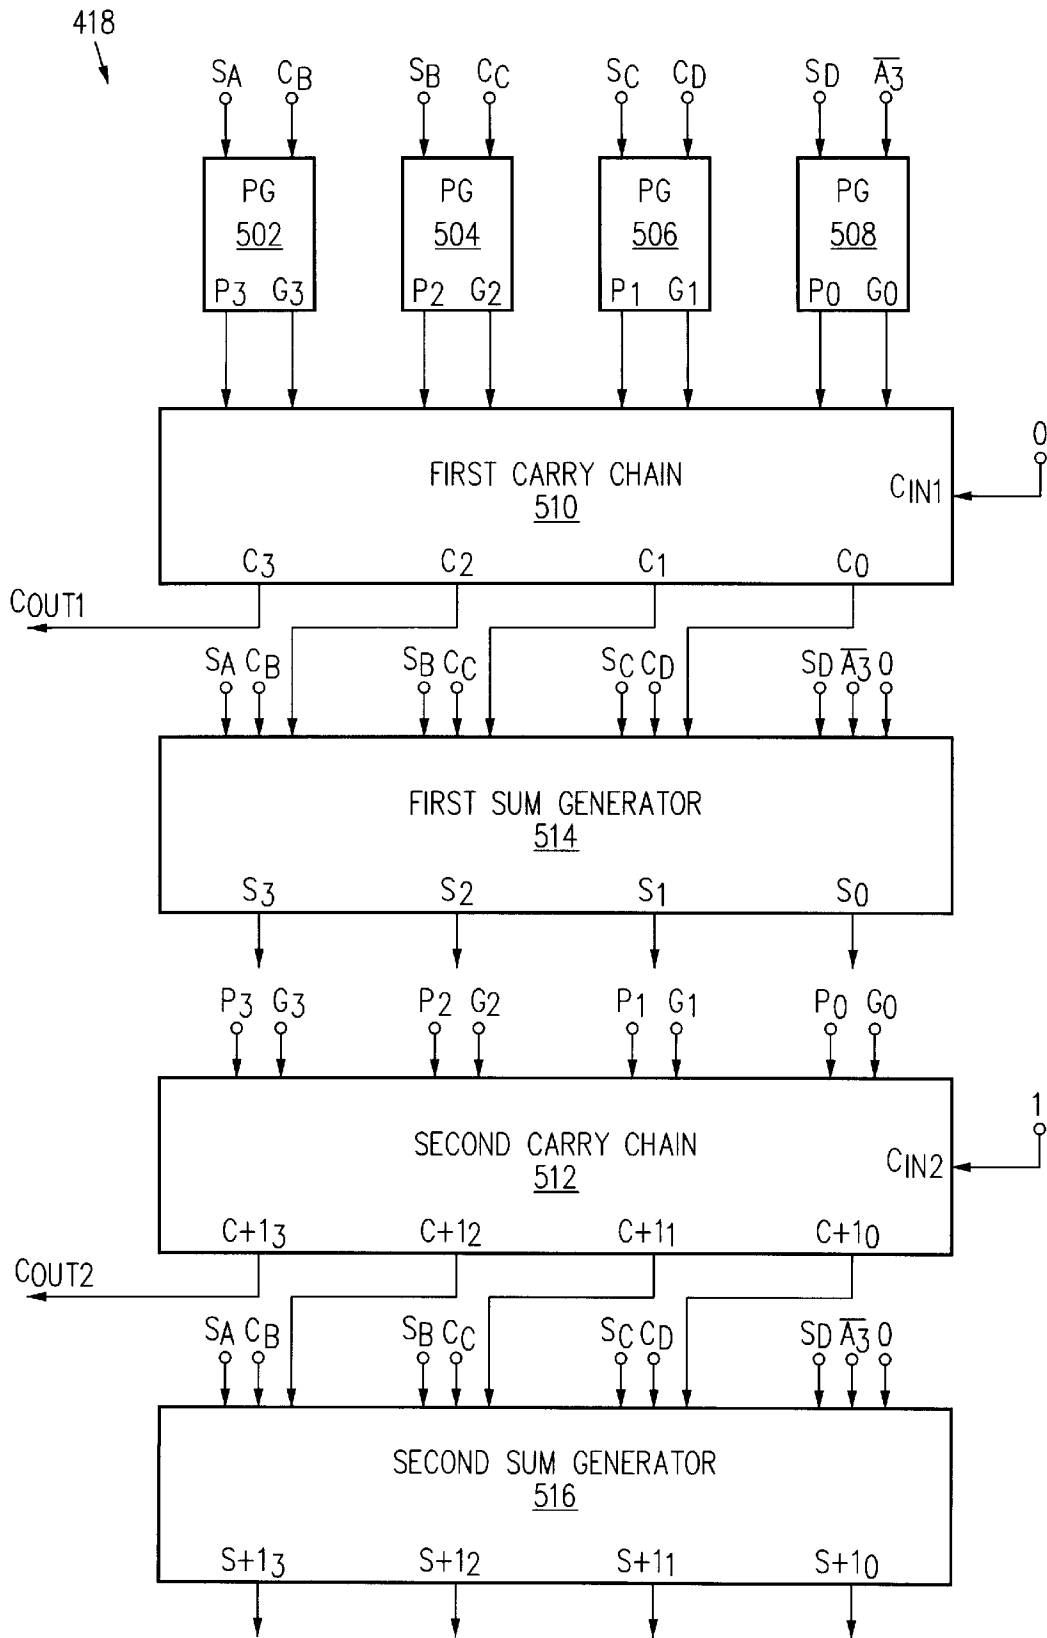 418
SA CB SB CC SC CD SD A̅3̅
PG PG PG PG
502 504 506 508
P3 G3 P2 G2 P1 G1 P0 G0
0
FIRST CARRY CHAIN
CIN1
510
C3 C2 C1 C0
COUT1
SA CB SB CC SC CD SD A̅3̅ 0
FIRST SUM GENERATOR
514
S3 S2 S1 S0
P3 G3 P2 G2 P1 G1 P0 G0
1
SECOND CARRY CHAIN
CIN2
512
C+13 C+12 C+11 C+10
COUT2
SA CB SB CC SC CD SD A̅3̅ 0
SECOND SUM GENERATOR
516
S+13 S+12 S+11 S+10